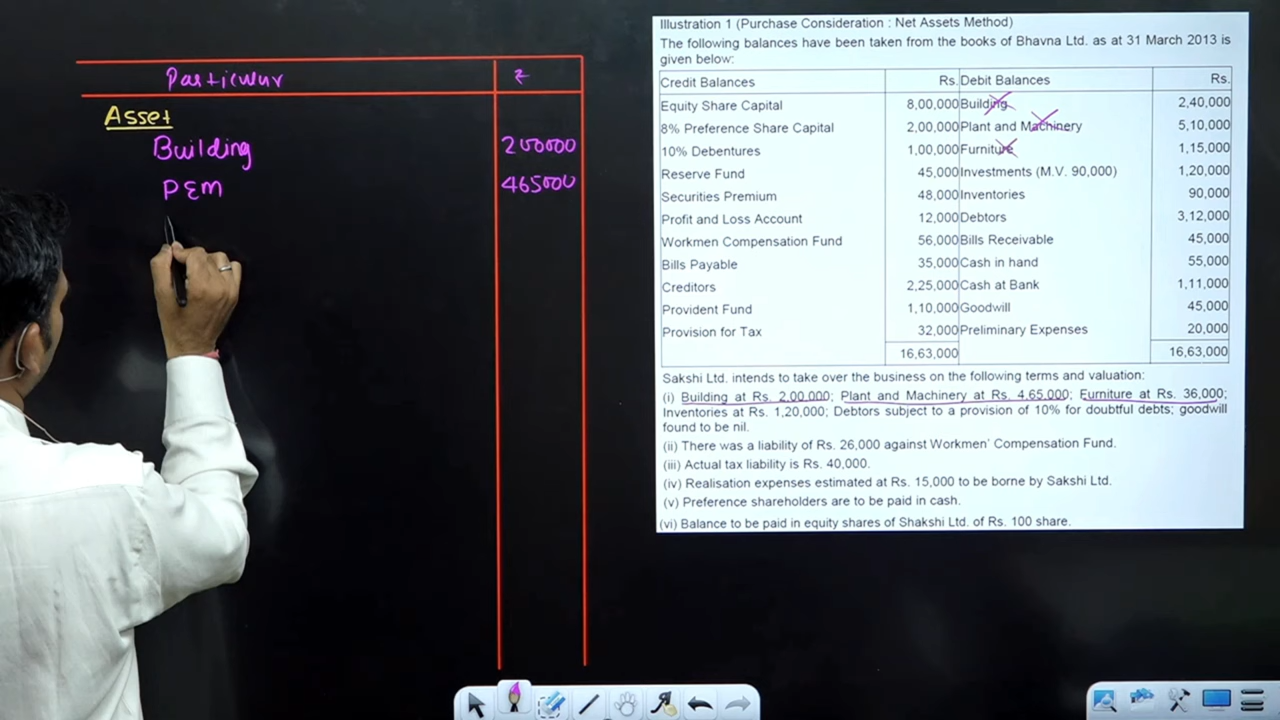 Particular ₹
Asset
Building 200000
P&M 465000
Illustration 1 (Purchase Consideration : Net Assets Method)
The following balances have been taken from the books of Bhavna Ltd. as at 31 March 2013 is
given below:
Credit Balances Rs. Debit Balances Rs.
Equity Share Capital 8,00,000 Building 2,40,000
8% Preference Share Capital 2,00,000 Plant and Machinery 5,10,000
10% Debentures 1,00,000 Furniture 1,15,000
Reserve Fund 45,000 Investments (M.V. 90,000) 1,20,000
Securities Premium 48,000 Inventories 90,000
Profit and Loss Account 12,000 Debtors 3,12,000
Workmen Compensation Fund 56,000 Bills Receivable 45,000
Bills Payable 35,000 Cash in hand 55,000
Creditors 2,25,000 Cash at Bank 1,11,000
Provident Fund 1,10,000 Goodwill 45,000
Provision for Tax 32,000 Preliminary Expenses 20,000
16,63,000 16,63,000
Sakshi Ltd. intends to take over the business on the following terms and valuation:
(i) Building at Rs. 2,00,000; Plant and Machinery at Rs. 4,65,000; Furniture at Rs. 36,000;
Inventories at Rs. 1,20,000; Debtors subject to a provision of 10% for doubtful debts; goodwill
found to be nil.
(ii) There was a liability of Rs. 26,000 against Workmen' Compensation Fund.
(iii) Actual tax liability is Rs. 40,000.
(iv) Realisation expenses estimated at Rs. 15,000 to be borne by Sakshi Ltd.
(v) Preference shareholders are to be paid in cash.
(vi) Balance to be paid in equity shares of Shakshi Ltd. of Rs. 100 share.